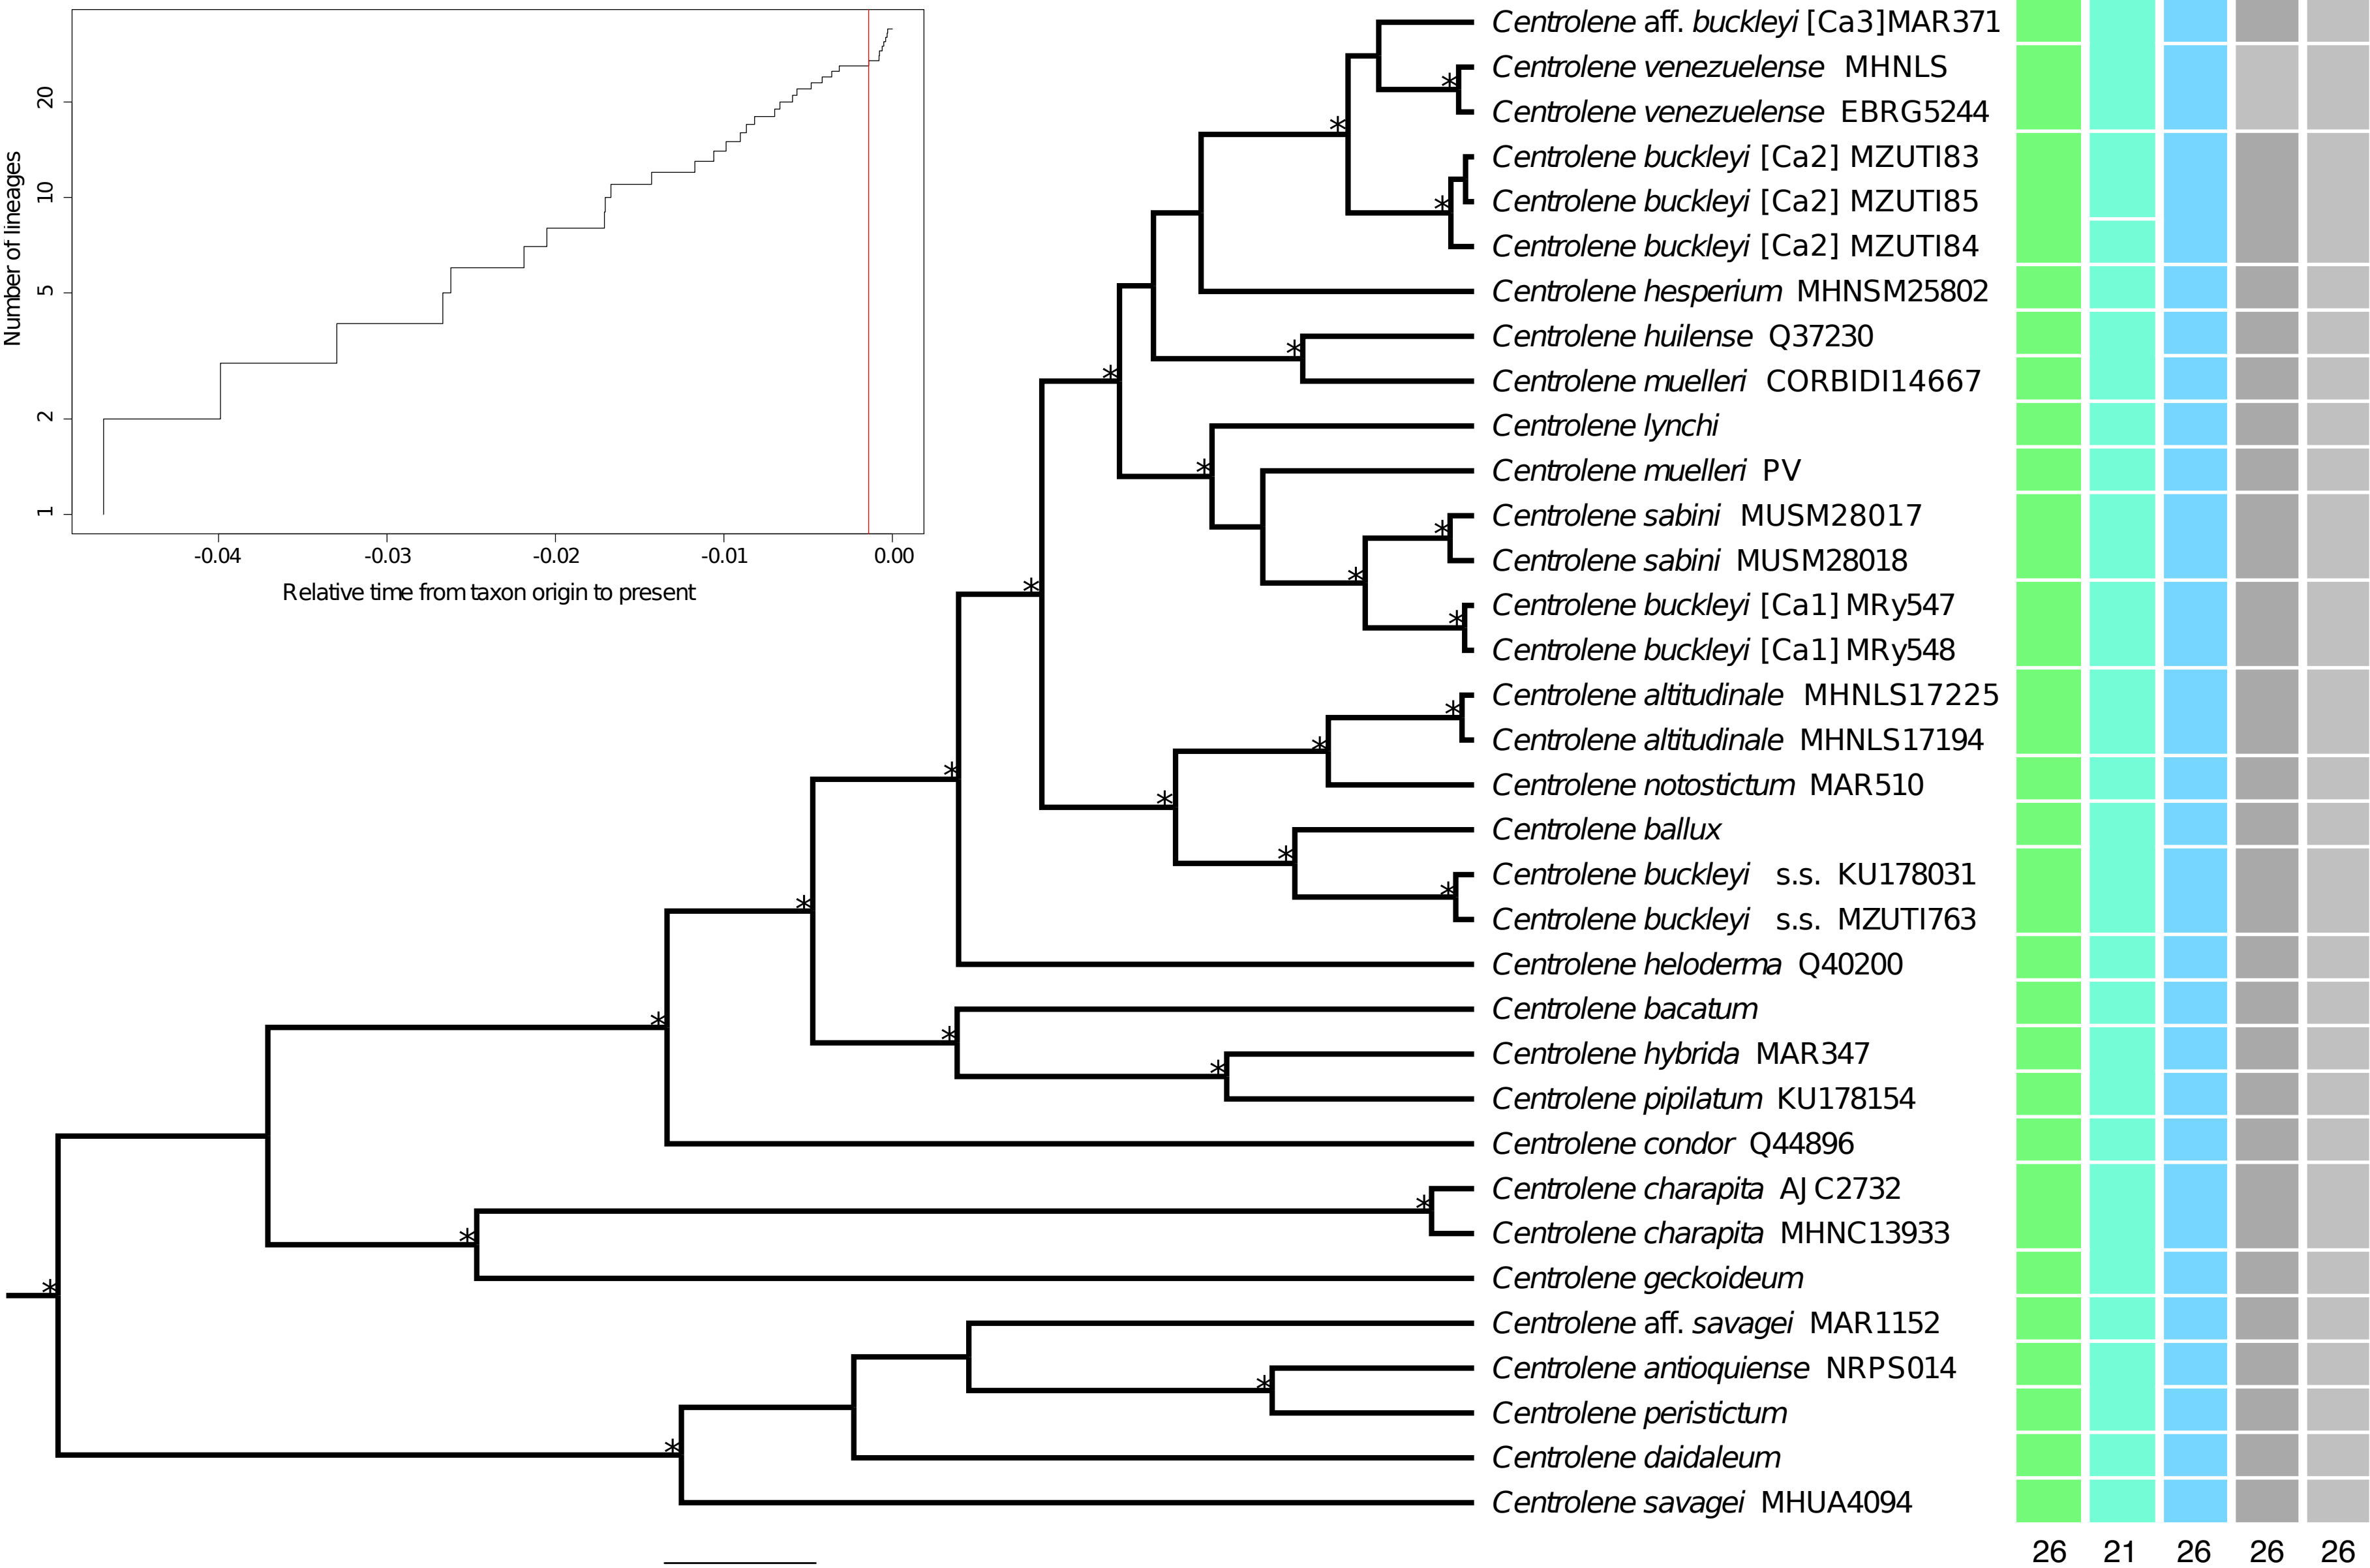 Number of lineages
20
10
5
2
1
-0.04 -0.03 -0.02 -0.01 0.00
Relative time from taxon origin to present
Centrolene aff. buckleyi [Ca3]MAR371
Centrolene venezuelense MHNLS
Centrolene venezuelense EBRG5244
Centrolene buckleyi [Ca2] MZUTI83
Centrolene buckleyi [Ca2] MZUTI85
Centrolene buckleyi [Ca2] MZUTI84
Centrolene hesperium MHNSM25802
Centrolene huilense Q37230
Centrolene muelleri CORBIDI14667
Centrolene lynchi
Centrolene muelleri PV
Centrolene sabini MUSM28017
Centrolene sabini MUSM28018
Centrolene buckleyi [Ca1] MRy547
Centrolene buckleyi [Ca1] MRy548
Centrolene altitudinale MHNLS17225
Centrolene altitudinale MHNLS17194
Centrolene notostictum MAR510
Centrolene ballux
Centrolene buckleyi s.s. KU178031
Centrolene buckleyi s.s. MZUTI763
Centrolene heloderma Q40200
Centrolene bacatum
Centrolene hybrida MAR347
Centrolene pipilatum KU178154
Centrolene condor Q44896
Centrolene charapita AJC2732
Centrolene charapita MHNC13933
Centrolene geckoideum
Centrolene aff. savagei MAR1152
Centrolene antioquiense NRPS014
Centrolene peristictum
Centrolene daidaleum
Centrolene savagei MHUA4094
26 21 26 26 26